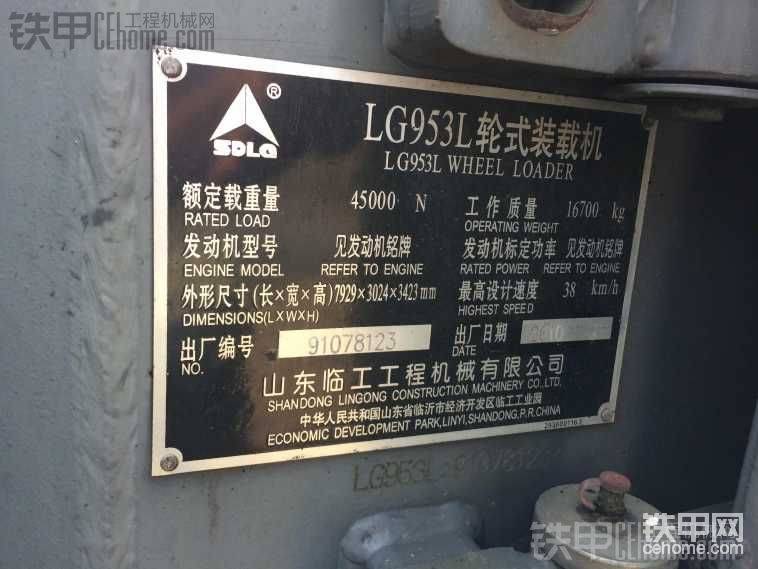 铁甲 工程机械网
CEhome.com
SDLG ®
LG953L 轮式装载机
LG953L WHEEL LOADER
额定载重量 45000 N 工作质量 16700 kg
RATED LOAD OPERATING WEIGHT
发动机型号 见发动机铭牌 发动机标定功率 见发动机铭牌
ENGINE MODEL REFER TO ENGINE RATED POWER REFER TO ENGINE
外形尺寸(长×宽×高) 7929×3024×3423 mm 最高设计速度 38 km/h
DIMENSIONS(L×W×H) HIGHEST SPEED
出厂编号 91078123 出厂日期
NO. DATE
山东临工工程机械有限公司
SHANDONG LINGONG CONSTRUCTION MACHINERY CO.,LTD.
中华人民共和国山东省临沂市经济开发区临工工业园
ECONOMIC DEVELOPMENT PARK,LINYI,SHANDONG,P.R.CHINA
LG953L
铁甲网
cehome.com